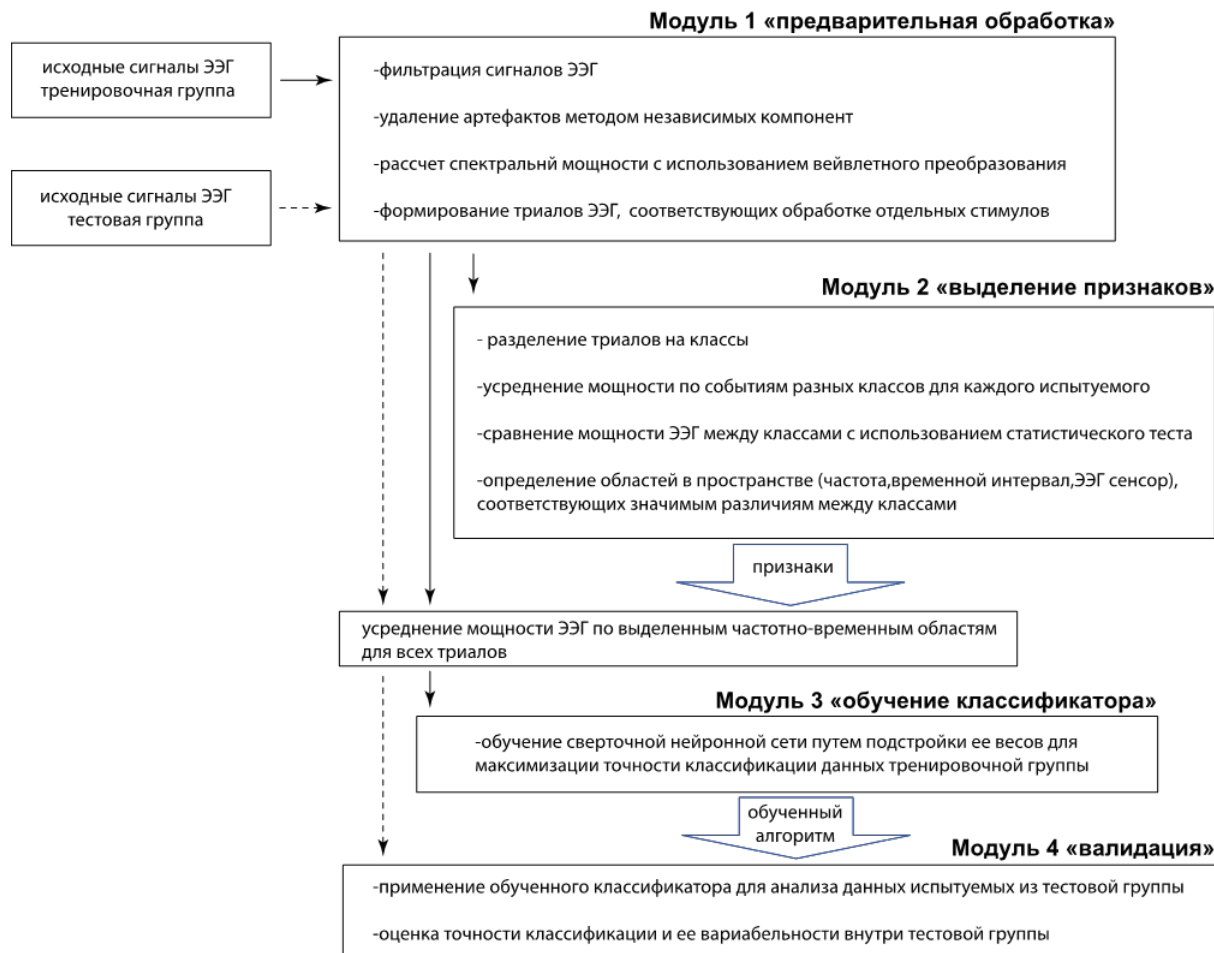 Модуль 1 «предварительная обработка»
исходные сигналы ЭЭГ
тренировочная группа
исходные сигналы ЭЭГ
тестовая группа
-фильтрация сигналов ЭЭГ
-удаление артефактов методом независимых компонент
-рассчет спектральнй мощности с использованием вейвлетного преобразования
-формирование триалов ЭЭГ, соответствующих обработке отдельных стимулов
Модуль 2 «выделение признаков»
- разделение триалов на классы
-усреднение мощности по событиям разных классов для каждого испытуемого
-сравнение мощности ЭЭГ между классами с использованием статистического теста
-определение областей в пространстве (частота,временной интервал,ЭЭГ сенсор),
соответствующих значимым различиям между классами
признаки
усреднение мощности ЭЭГ по выделенным частотно-временным областям
для всех триалов
Модуль 3 «обучение классификатора»
-обучение сверточной нейронной сети путем подстройки ее весов для
максимизации точности классификации данных тренировочной группы
обученный
алгоритм
Модуль 4 «валидация»
-применение обученного классификатора для анализа данных испытуемых из тестовой группы
-оценка точности классификации и ее вариабельности внутри тестовой группы